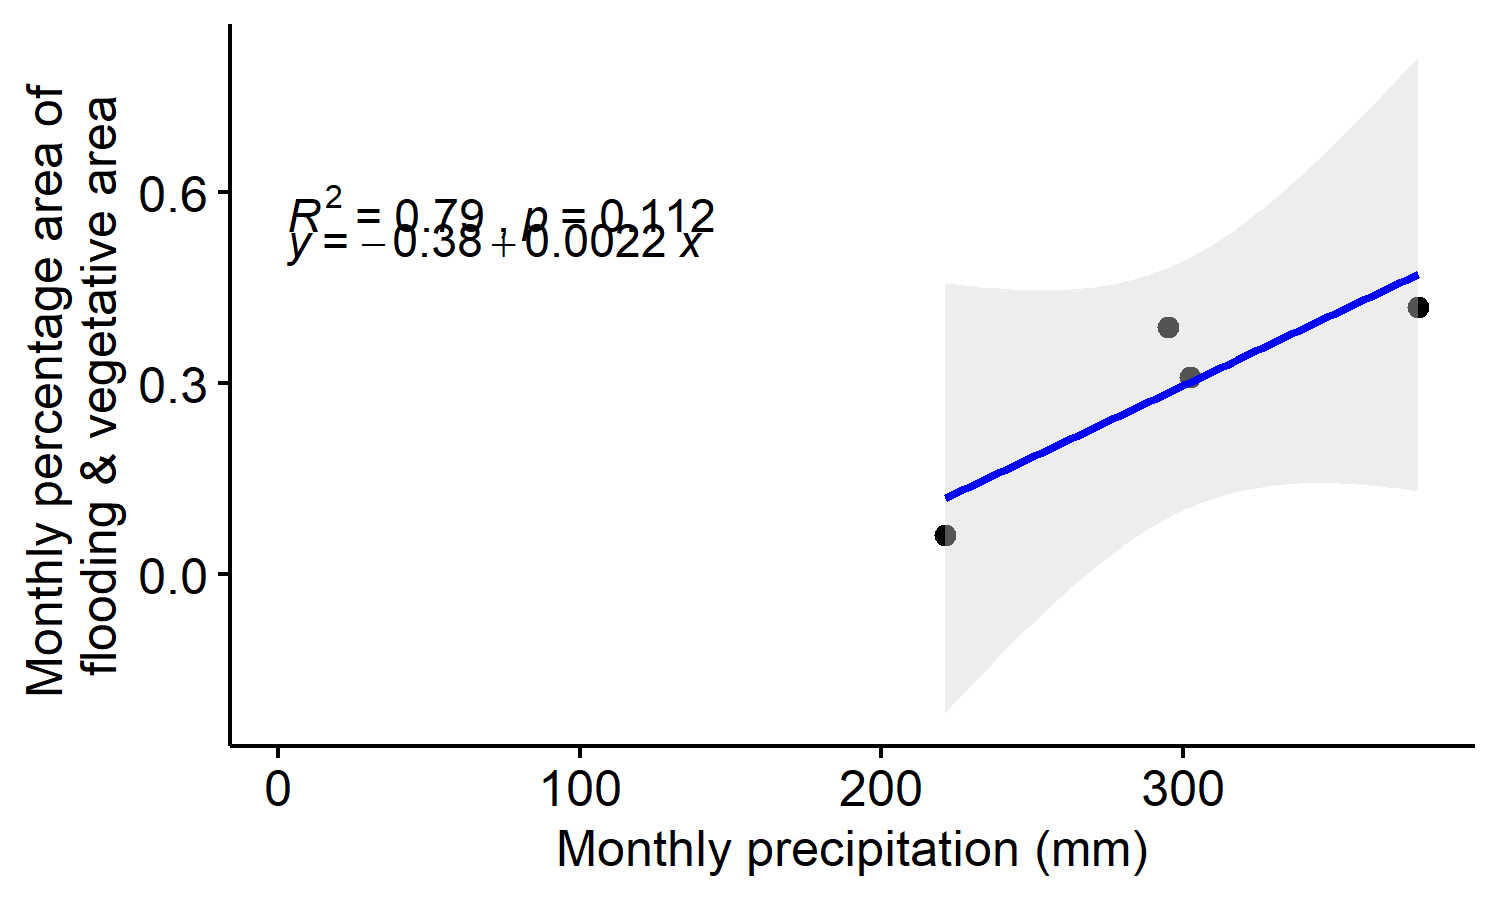 Monthly percentage area of
flooding & vegetative area
0.6
0.3
0.0
R² = 0.79 , p = 0.112
y = −0.38 + 0.0022 x
0 100 200 300
Monthly precipitation (mm)